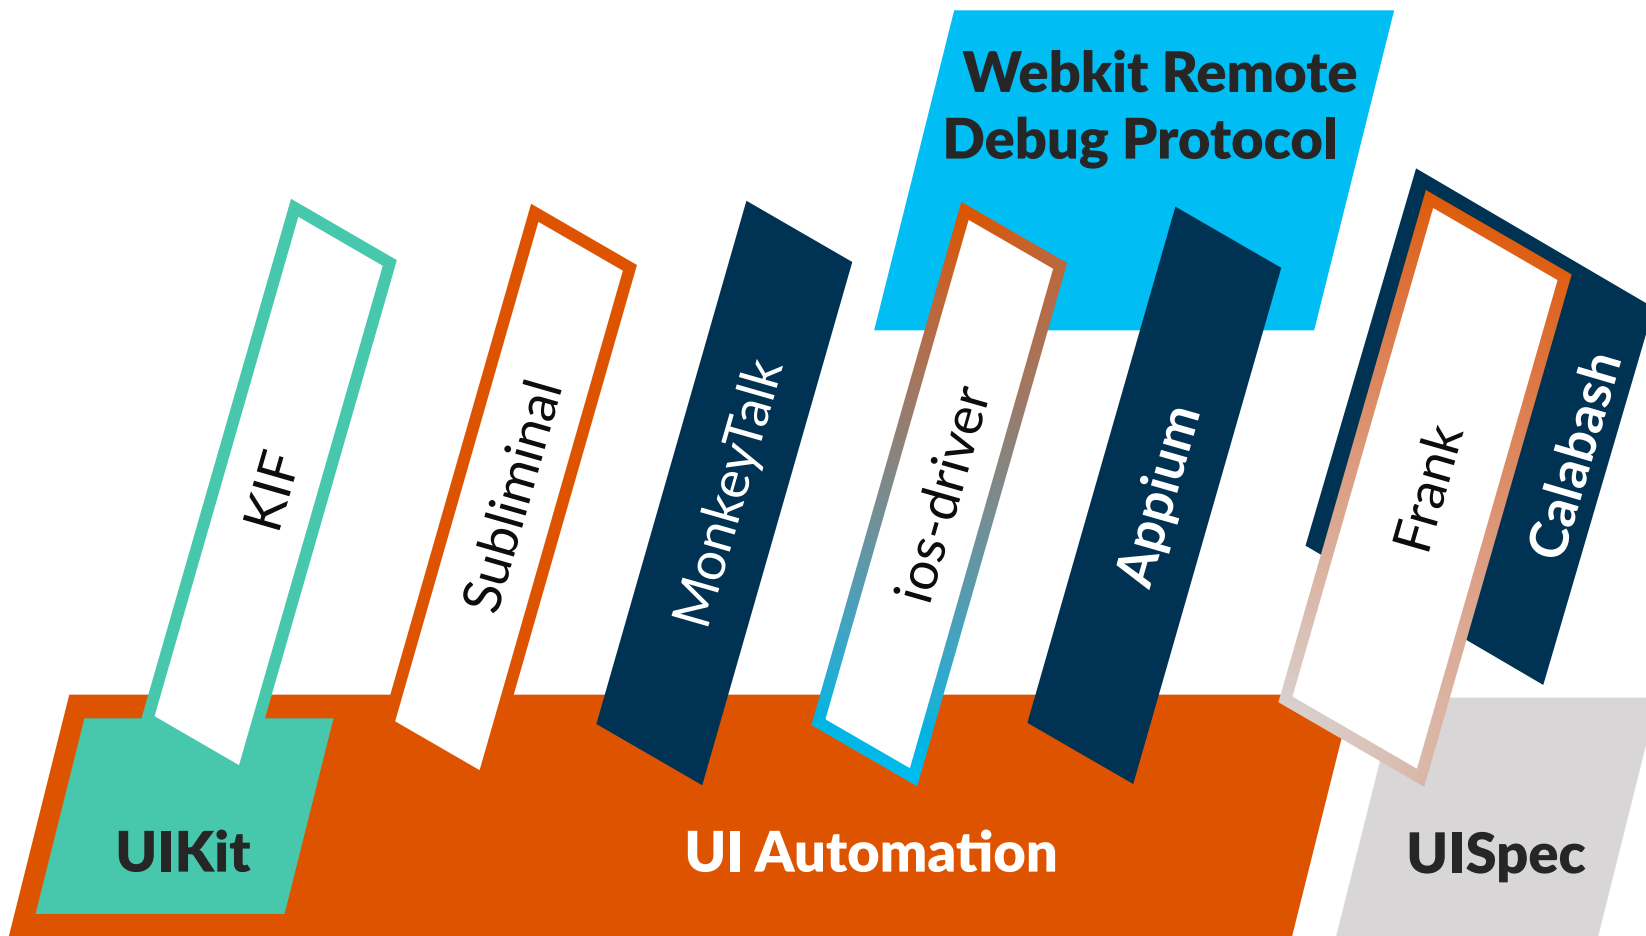 Webkit Remote
Debug Protocol
KIF
Subliminal
MonkeyTalk
ios-driver
Appium
Frank
Calabash
UIKit
UI Automation
UISpec